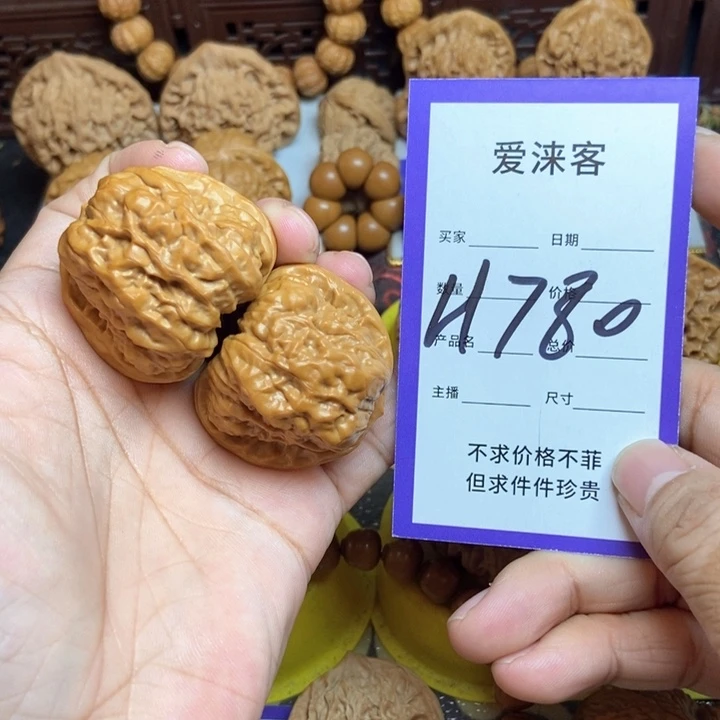 爱涞客
买家 日期
数量 价格
H780
产品名 总价
主播 尺寸
不求价格不菲
但求件件珍贵